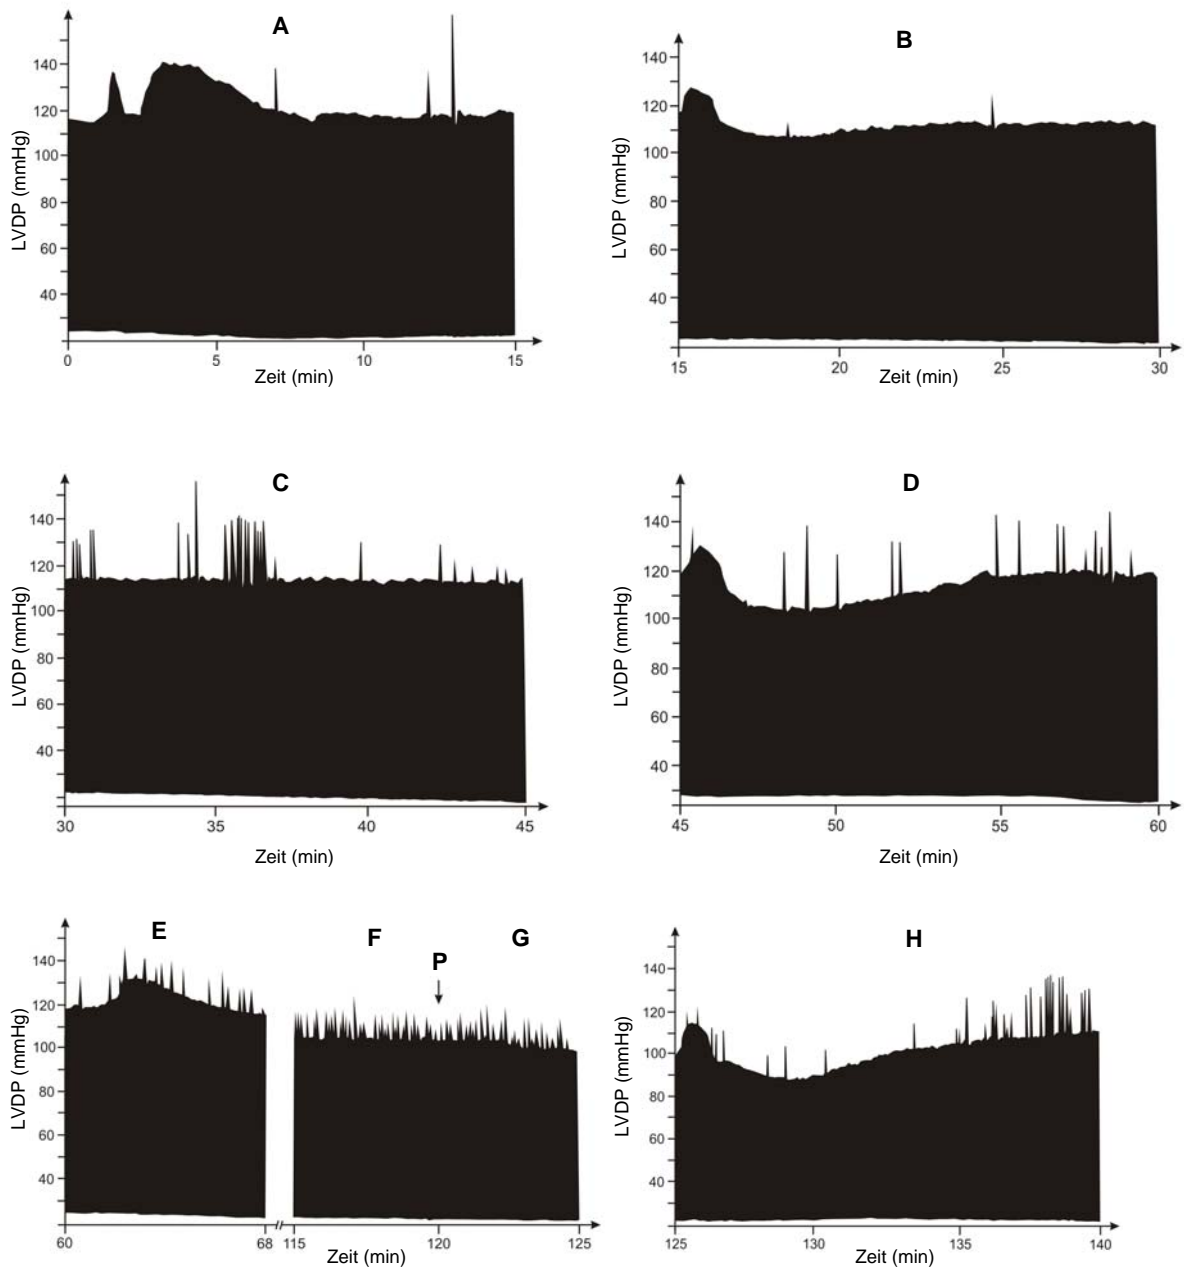 A
LVDP (mmHg)
140
120
100
80
60
40
0 5 10 15
Zeit (min)
B
LVDP (mmHg)
140
120
100
80
60
40
15 20 25 30
Zeit (min)
C
LVDP (mmHg)
140
120
100
80
60
40
30 35 40 45
Zeit (min)
D
LVDP (mmHg)
140
120
100
80
60
40
45 50 55 60
Zeit (min)
E F G
P
LVDP (mmHg)
140
120
100
80
60
40
60 68 115 120 125
Zeit (min)
H
LVDP (mmHg)
140
120
100
80
60
40
125 130 135 140
Zeit (min)